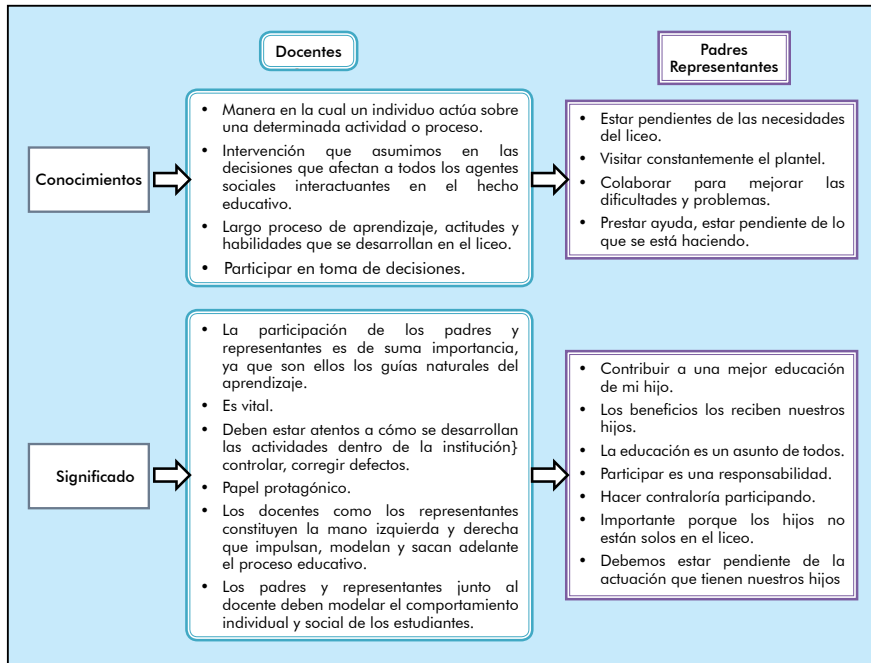 Docentes
Padres
Representantes
Conocimientos
• Manera en la cual un individuo actúa sobre
una determinada actividad o proceso.
• Intervención que asumimos en las
decisiones que afectan a todos los agentes
sociales interactuantes en el hecho
educativo.
• Largo proceso de aprendizaje, actitudes y
habilidades que se desarrollan en el liceo.
• Participar en toma de decisiones.
• Estar pendientes de las necesidades
del liceo.
• Visitar constantemente el plantel.
• Colaborar para mejorar las
dificultades y problemas.
• Prestar ayuda, estar pendiente de lo
que se está haciendo.
Significado
• La participación de los padres y
representantes es de suma importancia,
ya que son ellos los guías naturales del
aprendizaje.
• Es vital.
• Deben estar atentos a cómo se desarrollan
las actividades dentro de la institución}
controlar, corregir defectos.
• Papel protagónico.
• Los docentes como los representantes
constituyen la mano izquierda y derecha
que impulsan, modelan y sacan adelante
el proceso educativo.
• Los padres y representantes junto al
docente deben modelar el comportamiento
individual y social de los estudiantes.
• Contribuir a una mejor educación
de mi hijo.
• Los beneficios los reciben nuestros
hijos.
• La educación es un asunto de todos.
• Participar es una responsabilidad.
• Hacer contraloría participando.
• Importante porque los hijos no
están solos en el liceo.
• Debemos estar pendiente de la
actuación que tienen nuestros hijos